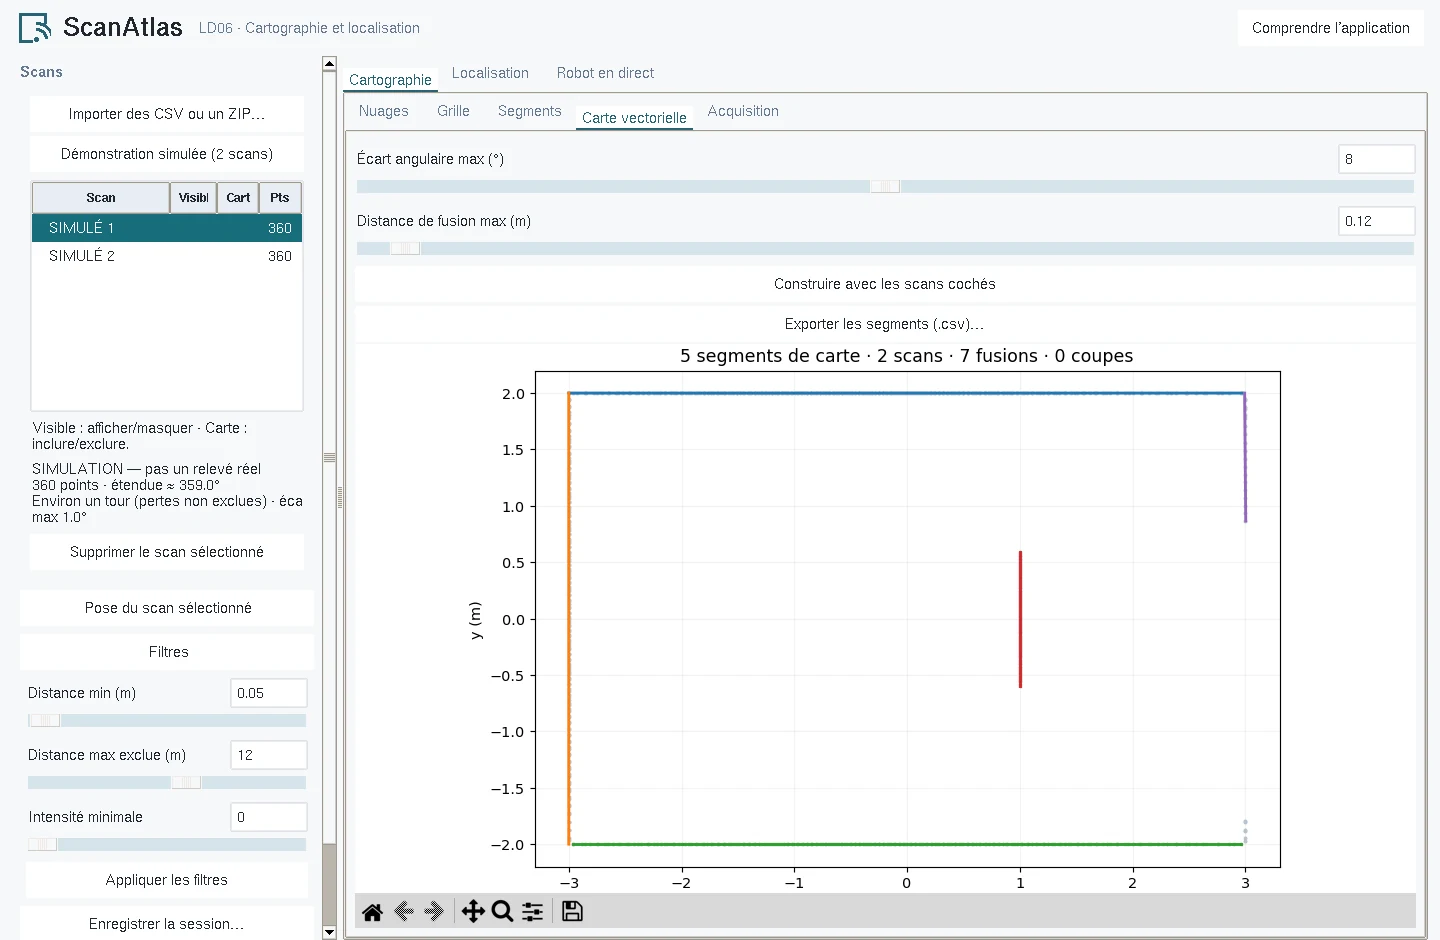 ScanAtlas
LD06 · Cartographie et localisation
Comprendre l'application
Scans
Importer des CSV ou un ZIP…
Démonstration simulée (2 scans)
Scan Visibl Cart Pts
SIMULÉ 1 360
SIMULÉ 2 360
Visible : afficher/masquer · Carte :
inclure/exclure.
SIMULATION — pas un relevé réel
360 points · étendue ≈ 359.0°
Environ un tour (pertes non exclues) · éca
max 1.0°
Supprimer le scan sélectionné
Pose du scan sélectionné
Filtres
Distance min (m) 0.05
Distance max exclue (m) 12
Intensité minimale 0
Appliquer les filtres
Enregistrer la session…
Cartographie Localisation Robot en direct
Nuages Grille Segments Carte vectorielle Acquisition
Écart angulaire max (°) 8
Distance de fusion max (m) 0.12
Construire avec les scans cochés
Exporter les segments (.csv)…
5 segments de carte · 2 scans · 7 fusions · 0 coupes
2.0
1.5
1.0
0.5
0.0
−0.5
−1.0
−1.5
−2.0
y (m)
−3 −2 −1 0 1 2 3